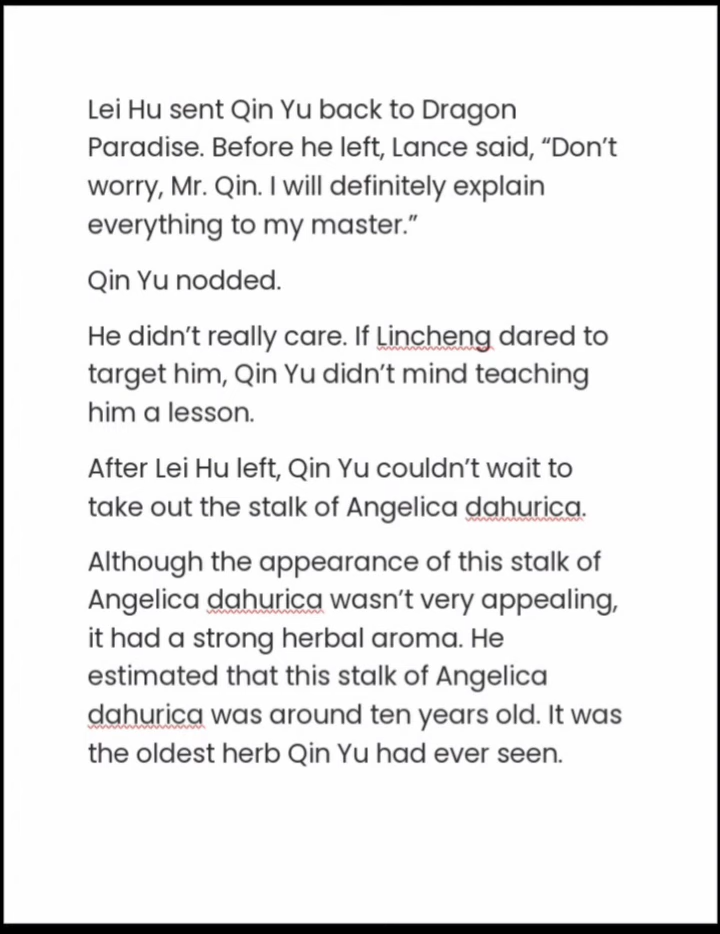 Lei Hu sent Qin Yu back to Dragon
Paradise. Before he left, Lance said, “Don’t
worry, Mr. Qin. I will definitely explain
everything to my master.”
Qin Yu nodded.
He didn’t really care. If Lincheng dared to
target him, Qin Yu didn’t mind teaching
him a lesson.
After Lei Hu left, Qin Yu couldn’t wait to
take out the stalk of Angelica dahurica.
Although the appearance of this stalk of
Angelica dahurica wasn’t very appealing,
it had a strong herbal aroma. He
estimated that this stalk of Angelica
dahurica was around ten years old. It was
the oldest herb Qin Yu had ever seen.